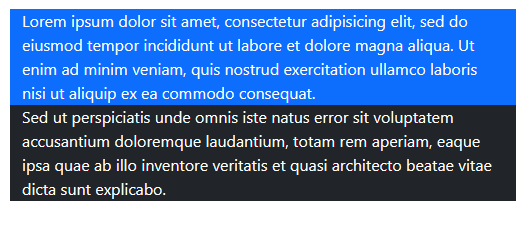 Lorem ipsum dolor sit amet, consectetur adipisicing elit, sed do
eiusmod tempor incididunt ut labore et dolore magna aliqua. Ut
enim ad minim veniam, quis nostrud exercitation ullamco laboris
nisi ut aliquip ex ea commodo consequat.
Sed ut perspiciatis unde omnis iste natus error sit voluptatem
accusantium doloremque laudantium, totam rem aperiam, eaque
ipsa quae ab illo inventore veritatis et quasi architecto beatae vitae
dicta sunt explicabo.